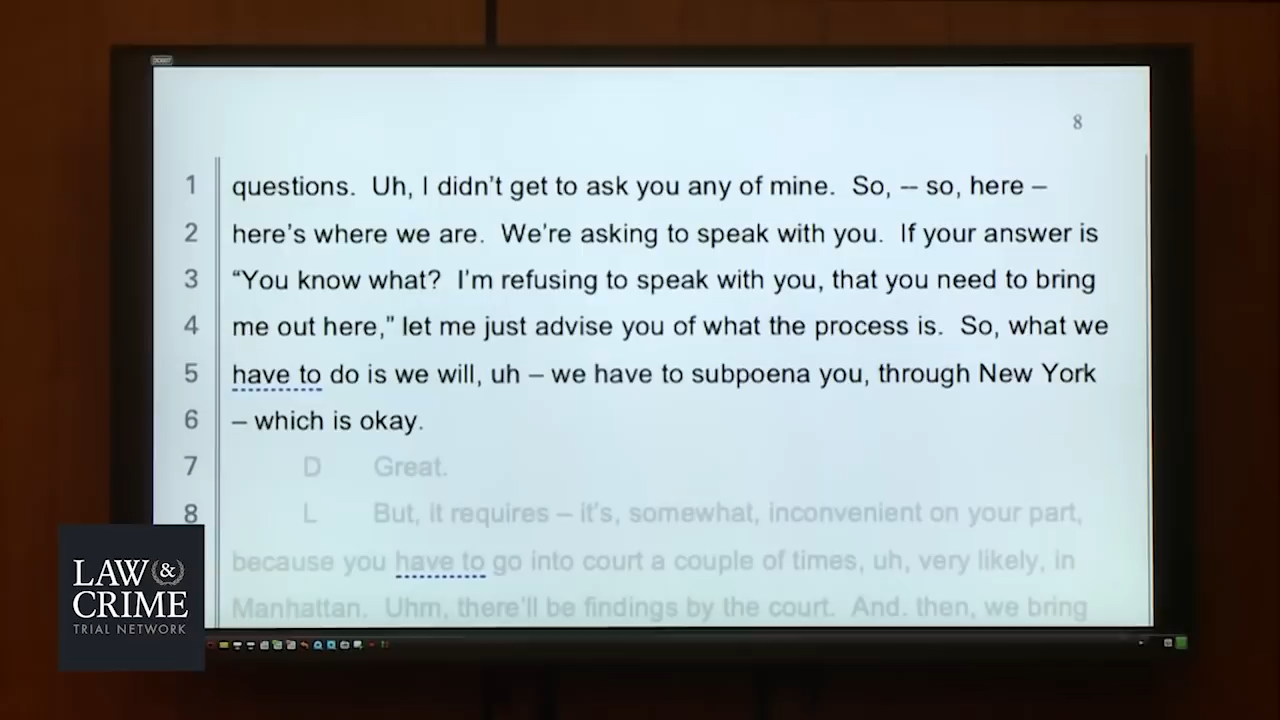 8
1 questions. Uh, I didn't get to ask you any of mine. So, -- so, here –
2 here's where we are. We're asking to speak with you. If your answer is
3 “You know what? I'm refusing to speak with you, that you need to bring
4 me out here,” let me just advise you of what the process is. So, what we
5 have to do is we will, uh – we have to subpoena you, through New York
6 – which is okay.
7 D Great.
8 L But, it requires – it's, somewhat, inconvenient on your part,
because you have to go into court a couple of times, uh, very likely, in
Manhattan. Uhm, there'll be findings by the court. And. then, we bring
LAW &
CRIME
TRIAL NETWORK